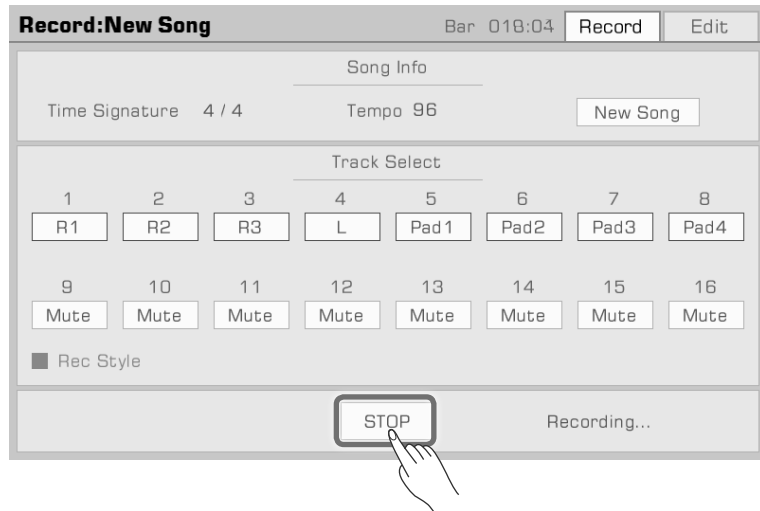 Record:New Song Bar 018:04 Record Edit
Song Info
Time Signature 4 / 4 Tempo 96 New Song
Track Select
1 2 3 4 5 6 7 8
R1 R2 R3 L Pad1 Pad2 Pad3 Pad4
9 10 11 12 13 14 15 16
Mute Mute Mute Mute Mute Mute Mute Mute
Rec Style
STOP Recording...